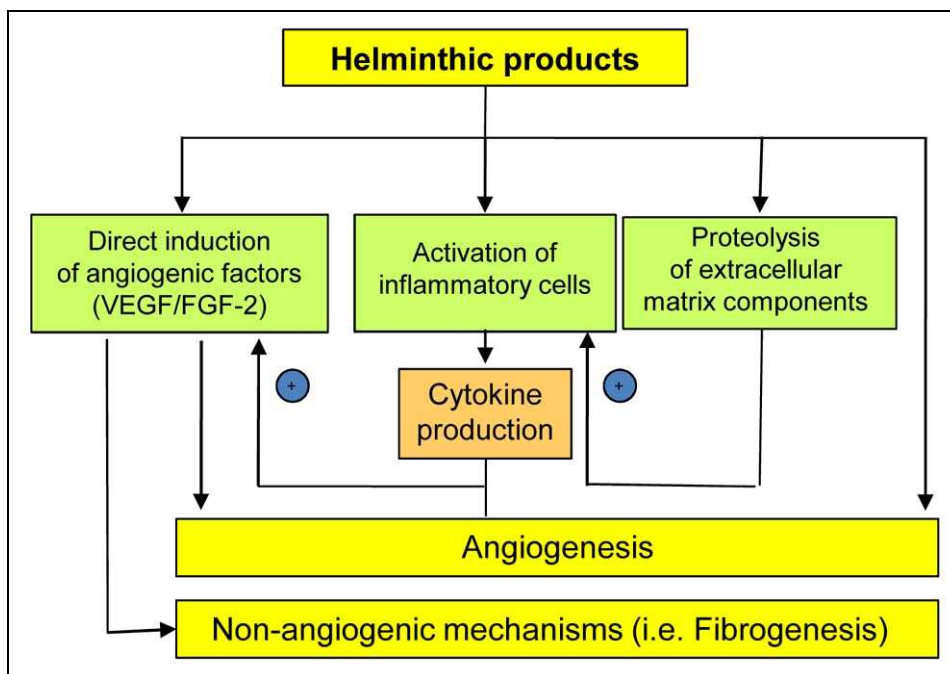 Helminthic products
Direct induction
of angiogenic factors
(VEGF/FGF-2)
Activation of
inflammatory cells
Proteolysis
of extracellular
matrix components
+
+
Cytokine
production
Angiogenesis
Non-angiogenic mechanisms (i.e. Fibrogenesis)